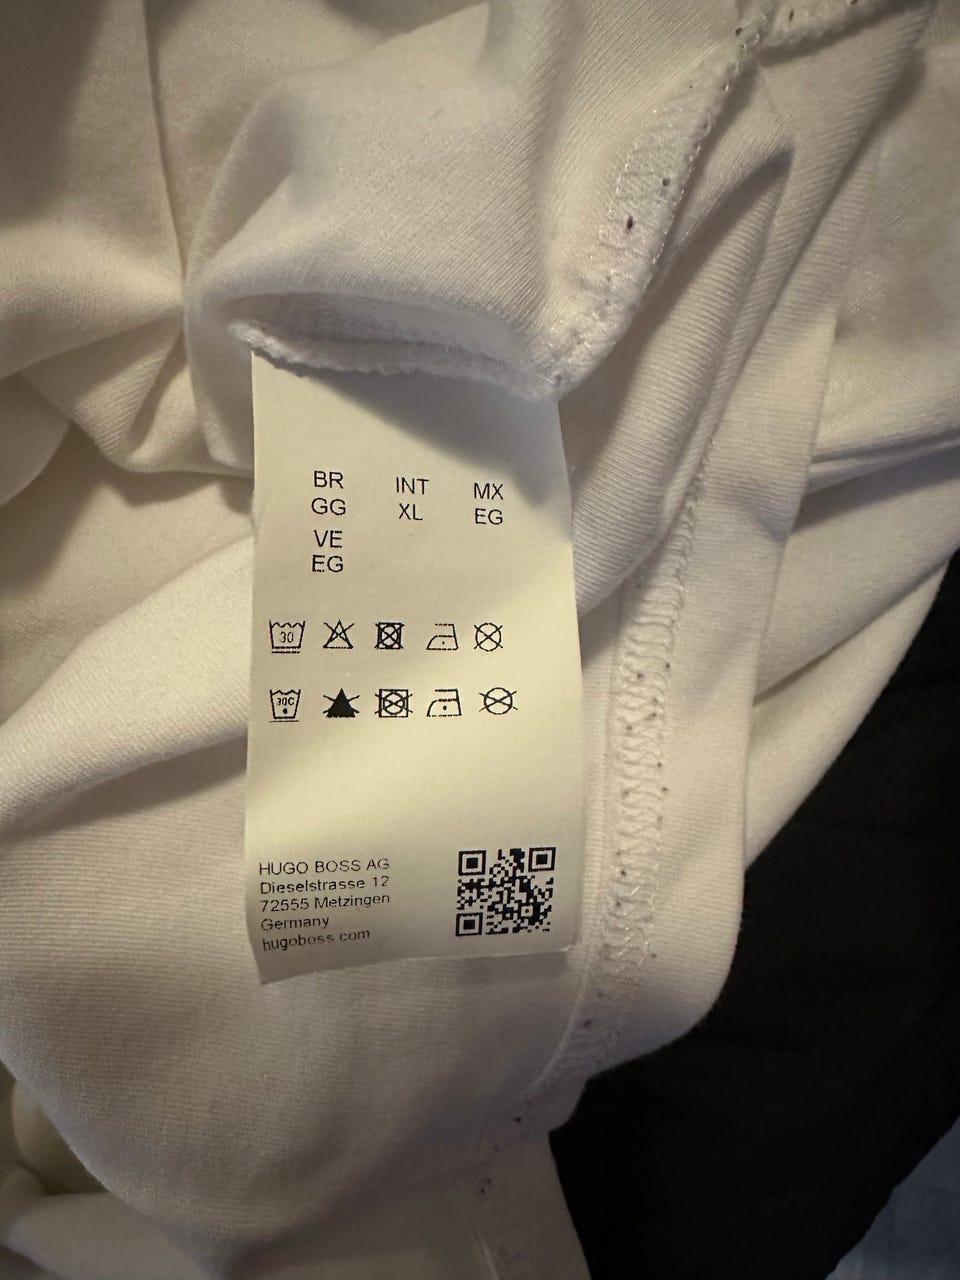 BR INT MX
GG XL EG
VE
EG
30
30C
HUGO BOSS AG
Dieselstrasse 12
72555 Metzingen
Germany
hugoboss.com